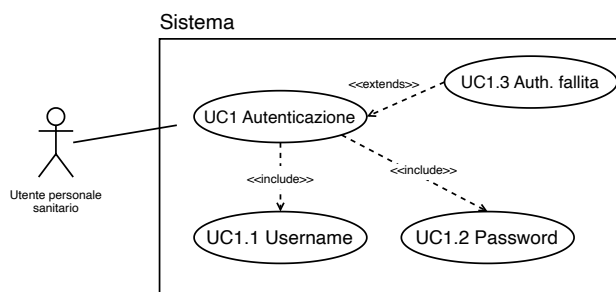 Sistema
<<extends>>
UC1.3 Auth. fallita
UC1 Autenticazione
Utente personale
sanitario
<<include>>
<<include>>
UC1.1 Username
UC1.2 Password